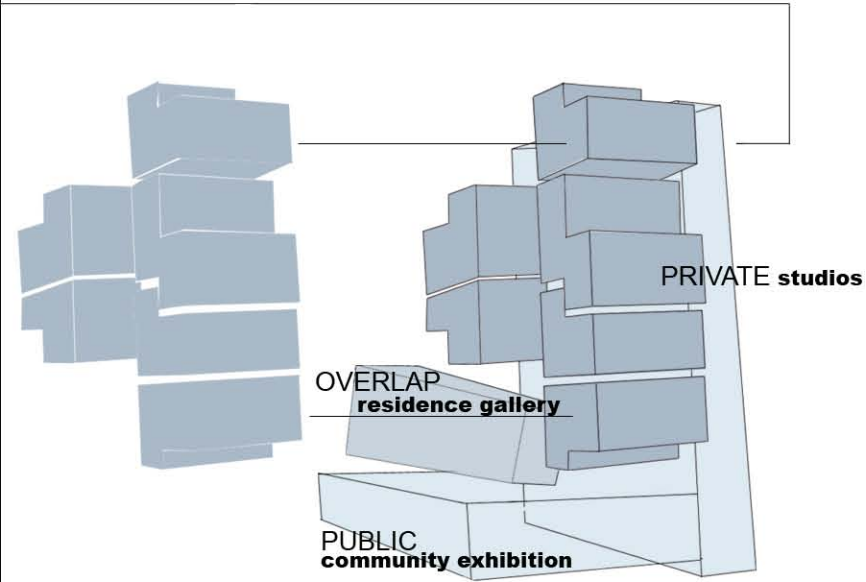 PRIVATE studios
OVERLAP
residence gallery
PUBLIC
community exhibition